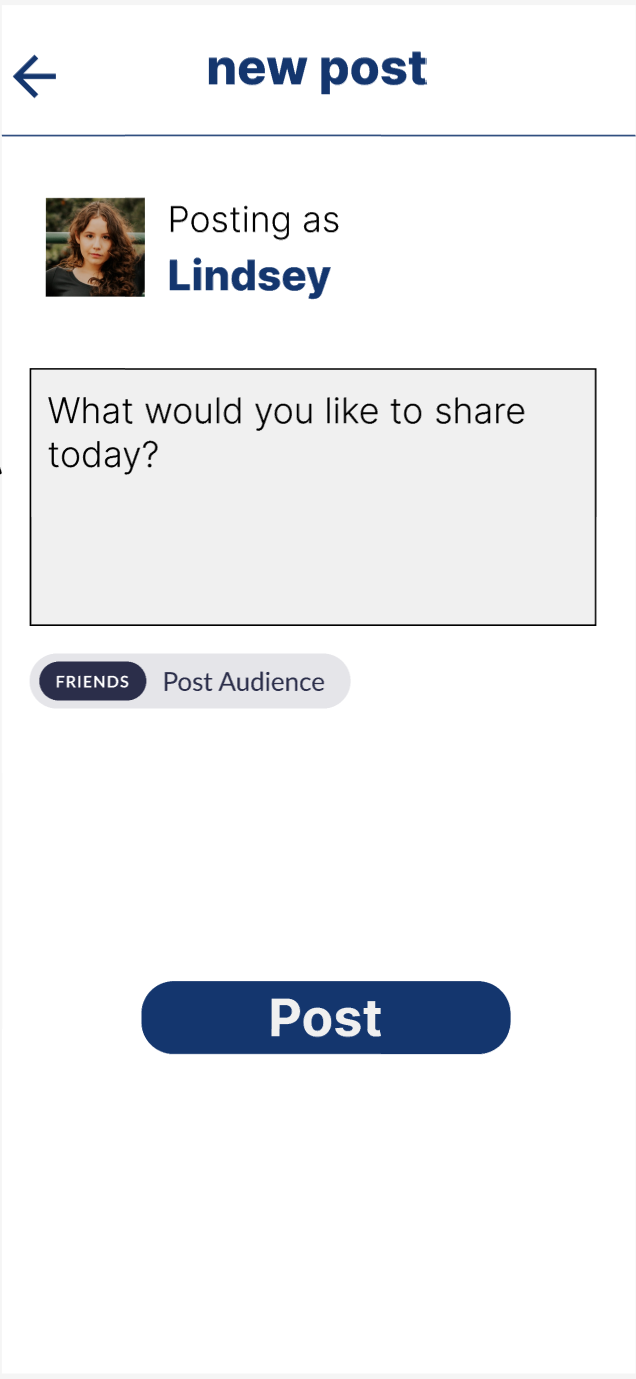 new post
Posting as
Lindsey
What would you like to share
today?
FRIENDS Post Audience
Post